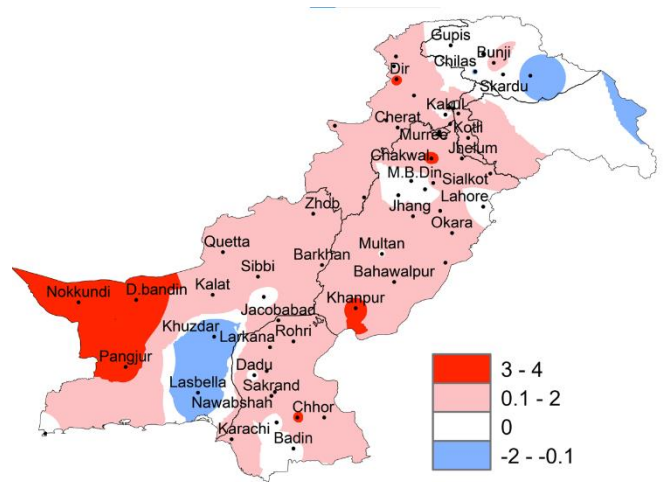 Gupis
Bunji
Chilas
Dir
Skardu
Kakul
Cherat
Kotli
Murree
Chakwal
Jhelum
M.B.Din
Sialkot
Lahore
Zhob
Jhang
Okara
Quetta
Multan
Barkhan
Sibbi
Bahawalpur
Nokkundi
D.bandin
Kalat
Khanpur
Jacobabad
Khuzdar
Larkana
Rohri
Pangjur
Dadu
Lasbella
Sakrand
Nawabshah
Chhor
Karachi
Badin
3 - 4
0.1 - 2
0
-2 - -0.1